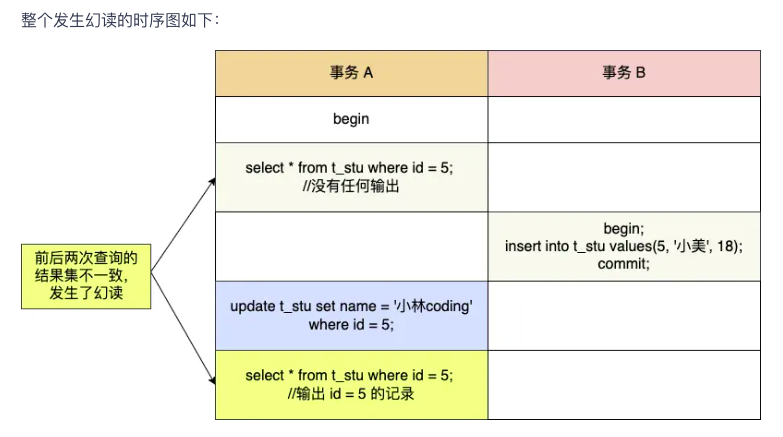 整个发生幻读的时序图如下：
事务 A
事务 B
begin
select * from t_stu where id = 5;
//没有任何输出
begin;
insert into t_stu values(5, '小美', 18);
commit;
前后两次查询的
结果集不一致，
发生了幻读
update t_stu set name = '小林coding'
where id = 5;
select * from t_stu where id = 5;
//输出 id = 5 的记录